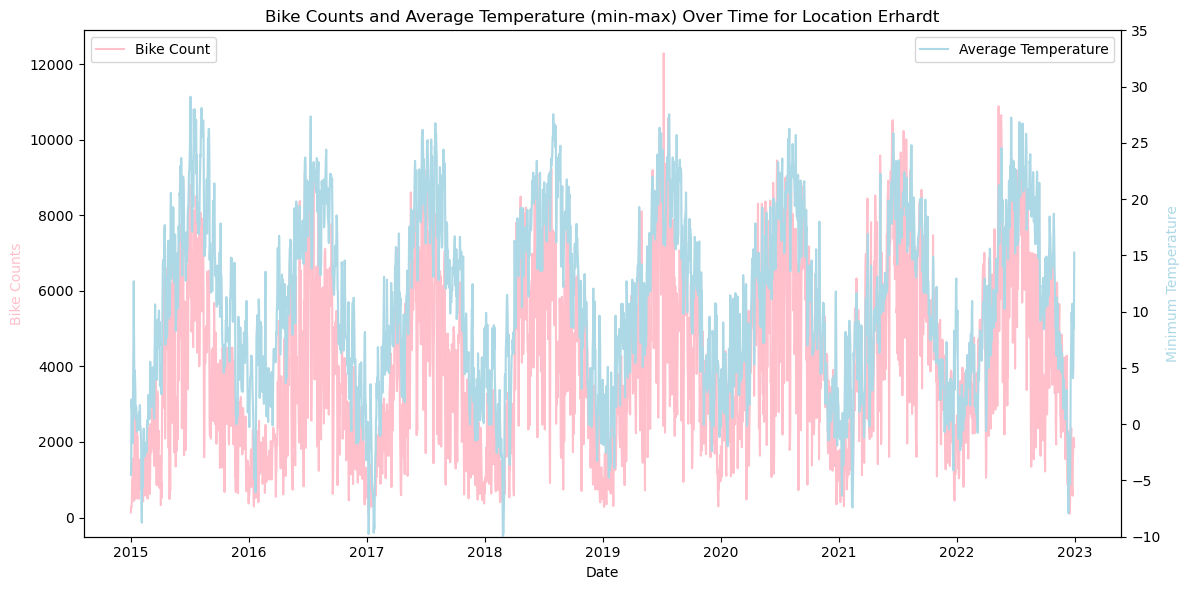 Bike Counts and Average Temperature (min-max) Over Time for Location Erhardt
Bike Count
Average Temperature
Bike Counts
12000
10000
8000
6000
4000
2000
0
35
30
25
20
15
10
5
0
−5
−10
Minimum Temperature
2015 2016 2017 2018 2019 2020 2021 2022 2023
Date